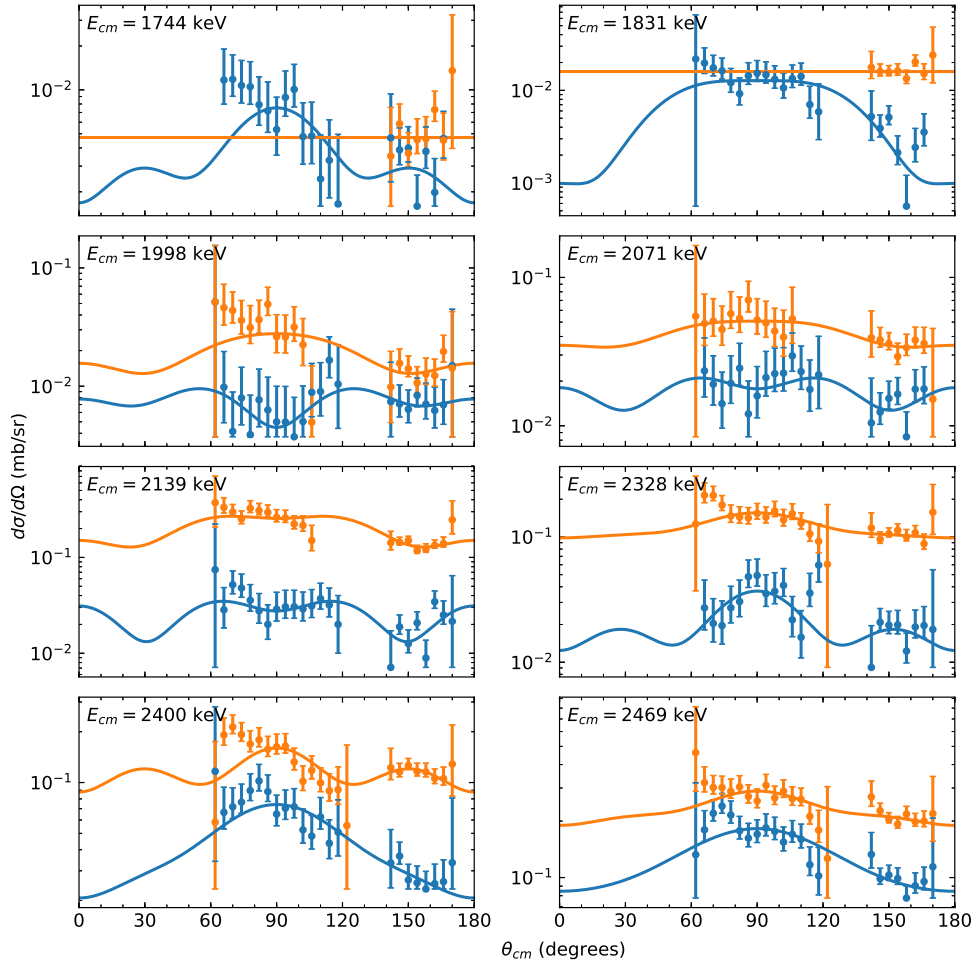 E_cm = 1744 keV
10⁻²
E_cm = 1831 keV
10⁻²
10⁻³
E_cm = 1998 keV
10⁻¹
10⁻²
E_cm = 2071 keV
10⁻¹
10⁻²
E_cm = 2139 keV
10⁻¹
10⁻²
E_cm = 2328 keV
10⁻¹
10⁻²
E_cm = 2400 keV
10⁻¹
E_cm = 2469 keV
10⁻¹
dσ/dΩ (mb/sr)
0 30 60 90 120 150 180
0 30 60 90 120 150 180
θ_cm (degrees)